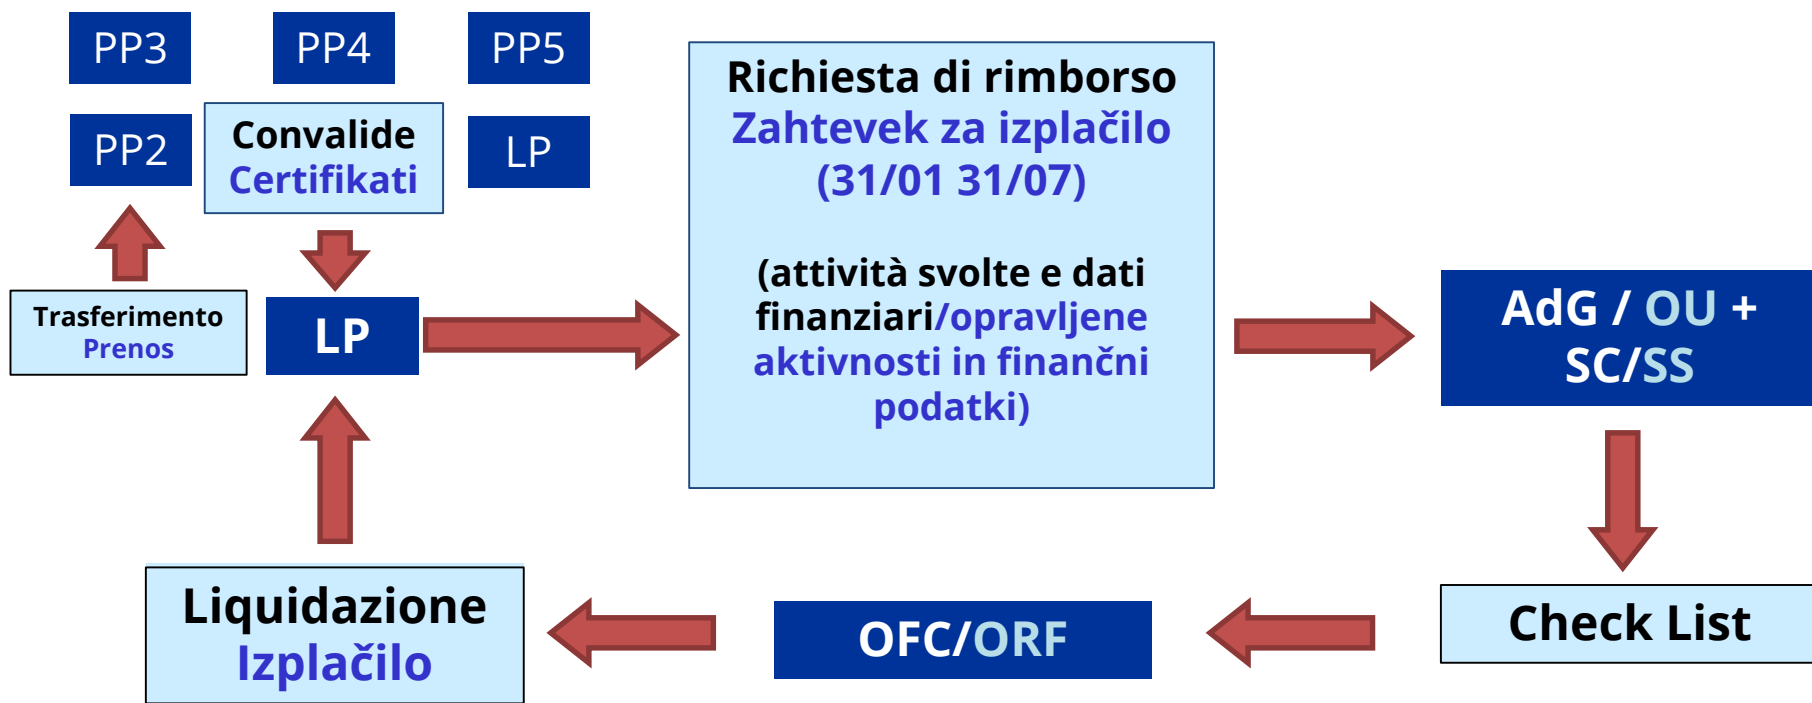 PP3
PP4
PP5
PP2
Convalide
Certifikati
LP
Trasferimento
Prenos
LP
Richiesta di rimborso
Zahtevek za izplačilo
(31/01 31/07)
(attività svolte e dati
finanziari/opravljene
aktivnosti in finančni
podatki)
AdG / OU +
SC/SS
Check List
OFC/ORF
Liquidazione
Izplačilo